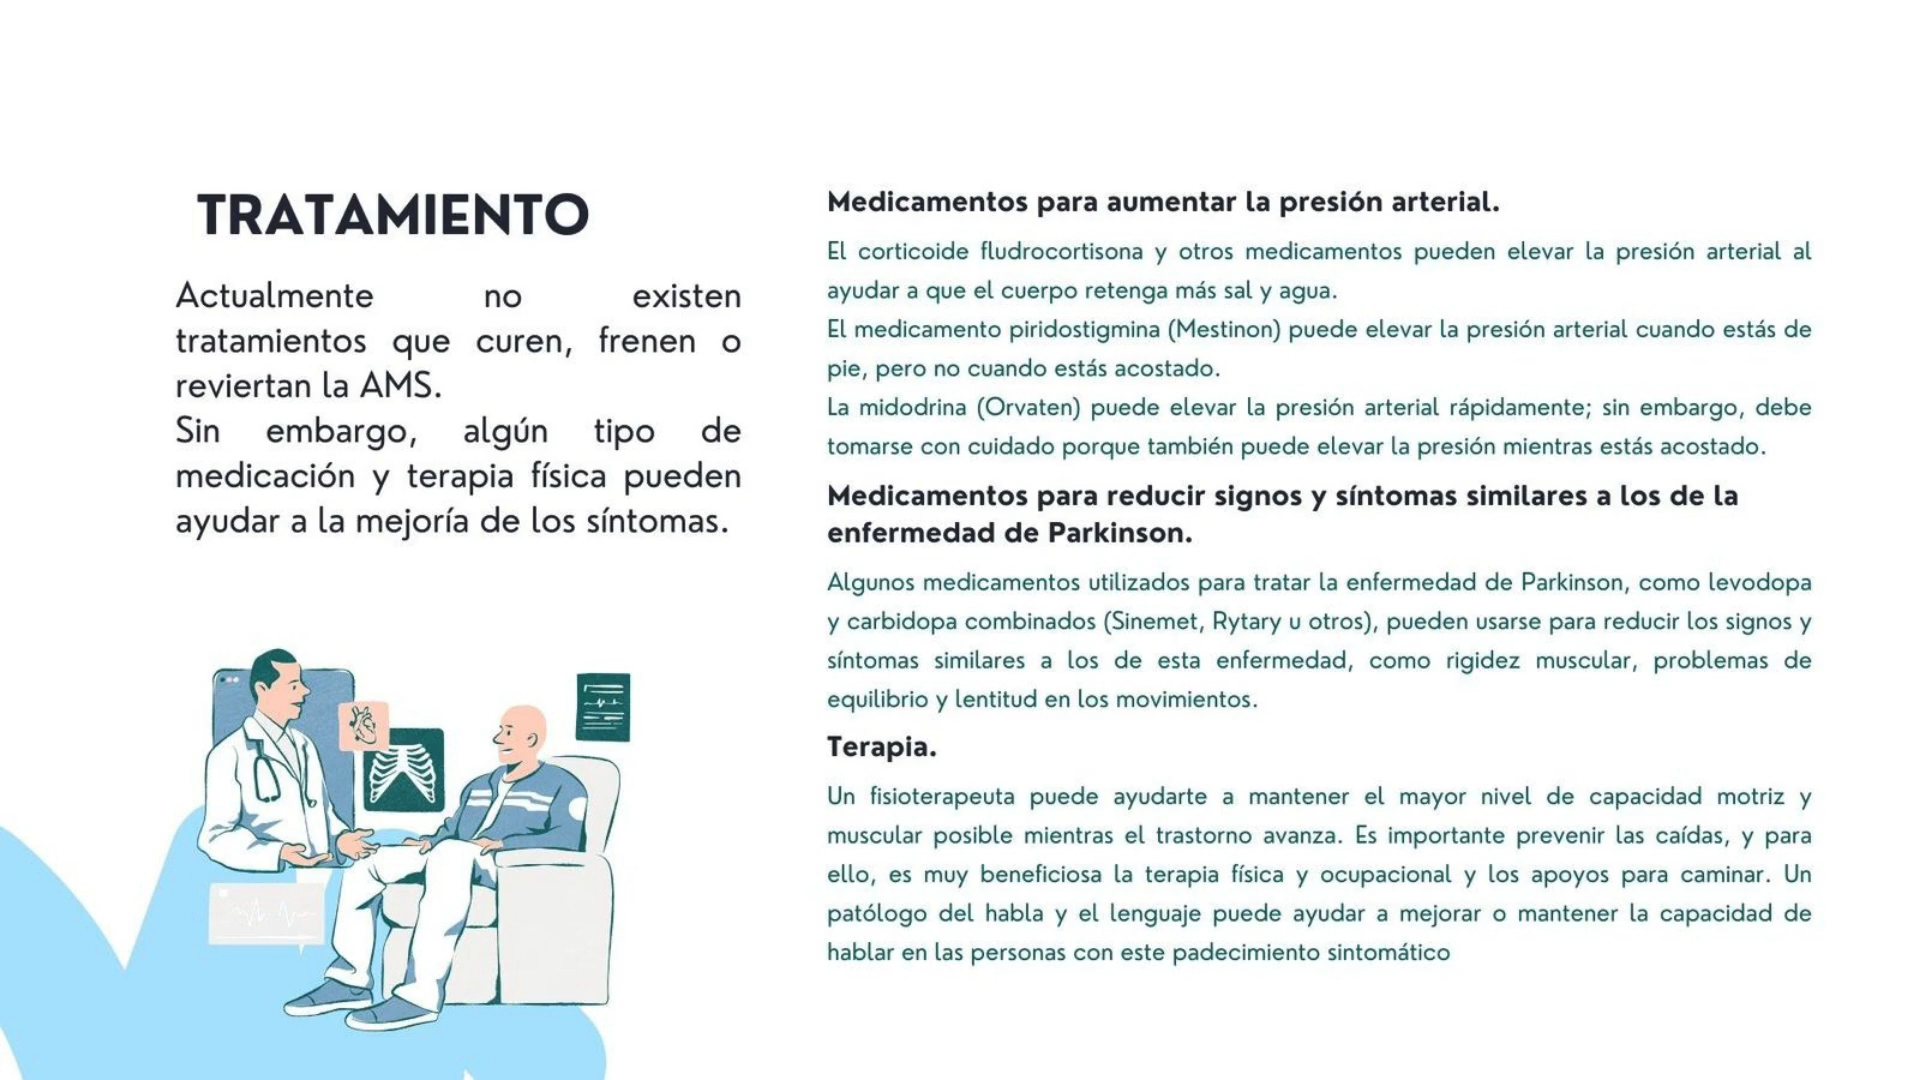 TRATAMIENTO
Actualmente no existen
tratamientos que curen, frenen o
reviertan la AMS.
Sin embargo, algún tipo de
medicación y terapia física pueden
ayudar a la mejoría de los síntomas.
Medicamentos para aumentar la presión arterial.
El corticoide fludrocortisona y otros medicamentos pueden elevar la presión arterial al
ayudar a que el cuerpo retenga más sal y agua.
El medicamento piridostigmina (Mestinon) puede elevar la presión arterial cuando estás de
pie, pero no cuando estás acostado.
La midodrina (Orvaten) puede elevar la presión arterial rápidamente; sin embargo, debe
tomarse con cuidado porque también puede elevar la presión mientras estás acostado.
Medicamentos para reducir signos y síntomas similares a los de la
enfermedad de Parkinson.
Algunos medicamentos utilizados para tratar la enfermedad de Parkinson, como levodopa
y carbidopa combinados (Sinemet, Rytary u otros), pueden usarse para reducir los signos y
síntomas similares a los de esta enfermedad, como rigidez muscular, problemas de
equilibrio y lentitud en los movimientos.
Terapia.
Un fisioterapeuta puede ayudarte a mantener el mayor nivel de capacidad motriz y
muscular posible mientras el trastorno avanza. Es importante prevenir las caídas, y para
ello, es muy beneficiosa la terapia física y ocupacional y los apoyos para caminar. Un
patólogo del habla y el lenguaje puede ayudar a mejorar o mantener la capacidad de
hablar en las personas con este padecimiento sintomático